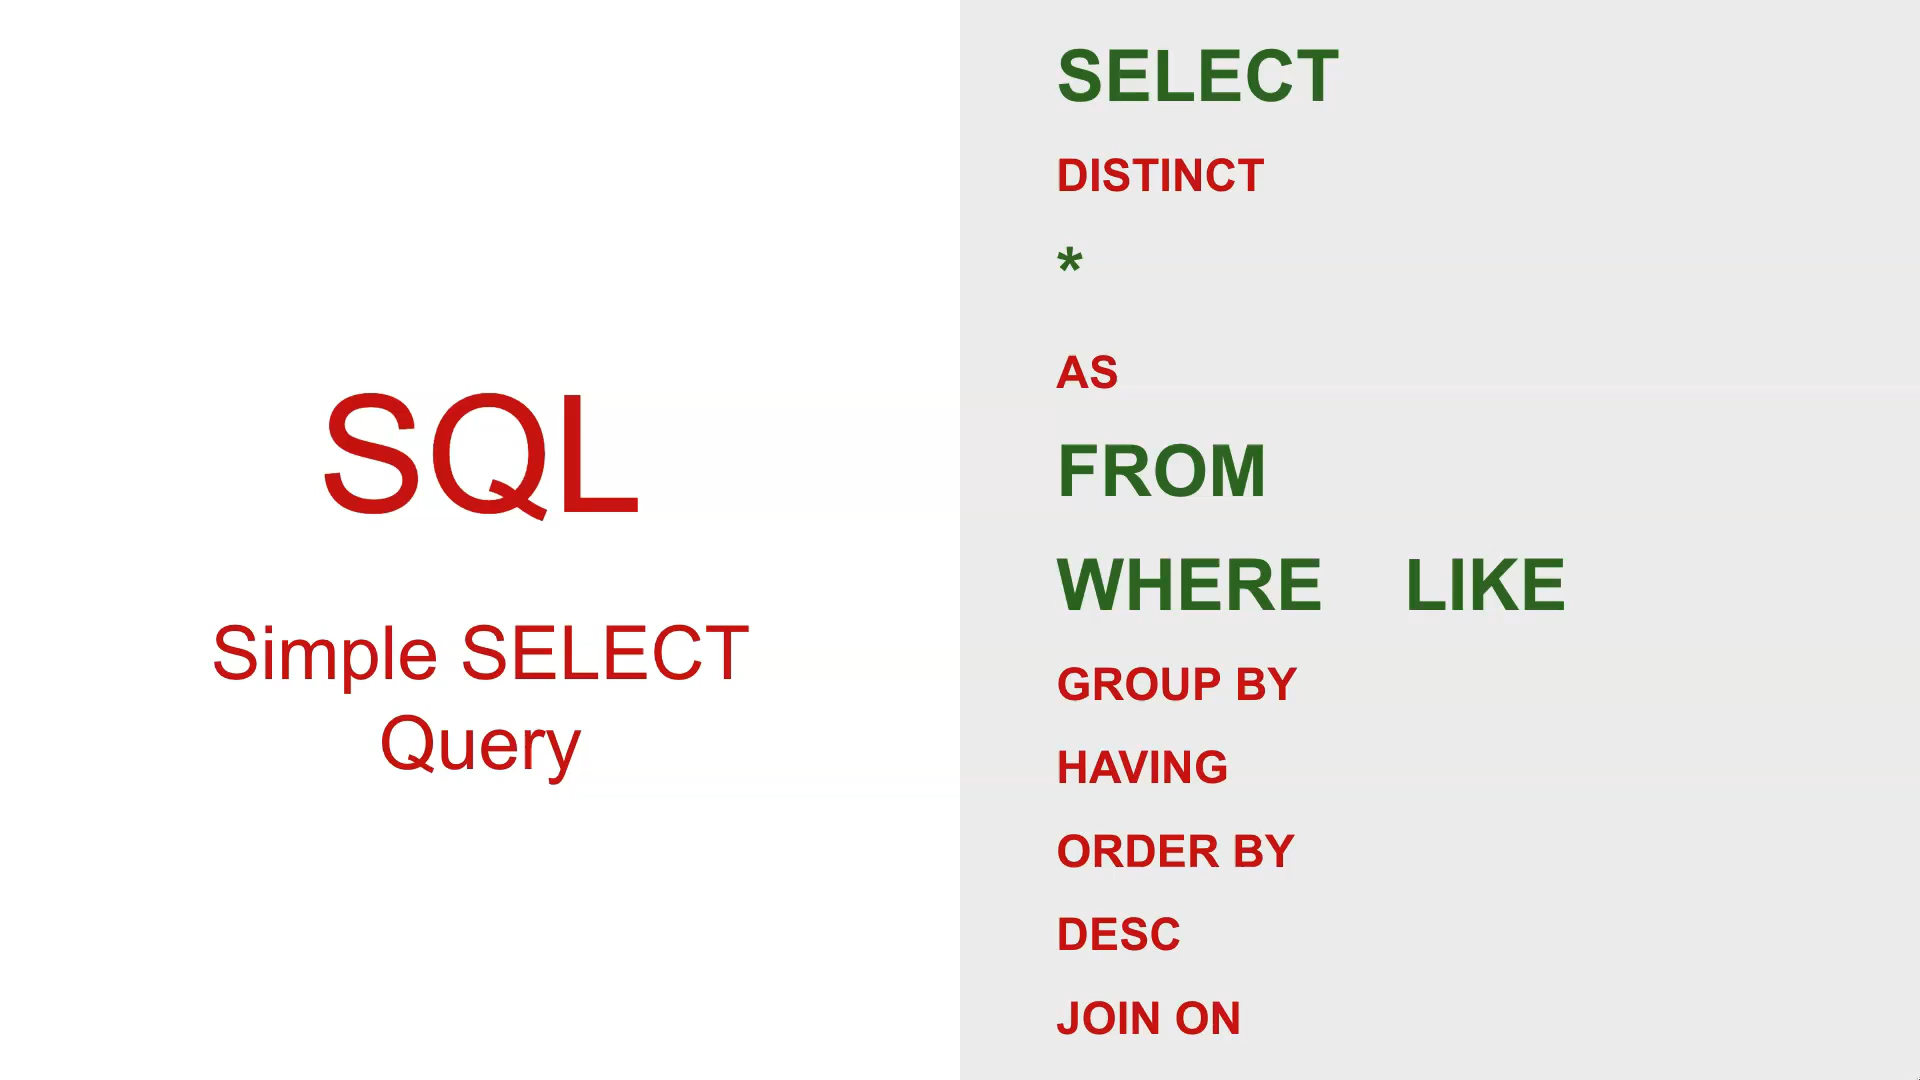 SQL
Simple SELECT
Query
SELECT
DISTINCT
*
AS
FROM
WHERE LIKE
GROUP BY
HAVING
ORDER BY
DESC
JOIN ON